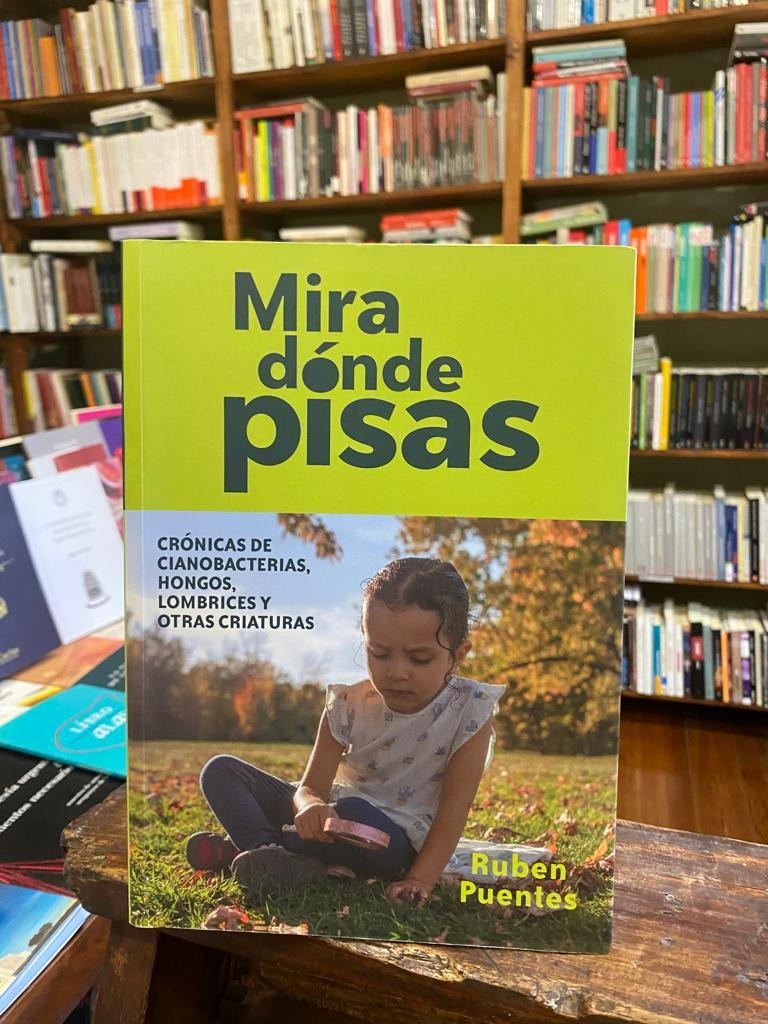 Mira
dónde
pisas
CRÓNICAS DE
CIANOBACTERIAS,
HONGOS,
LOMBRICES Y
OTRAS CRIATURAS
Ruben
Puentes